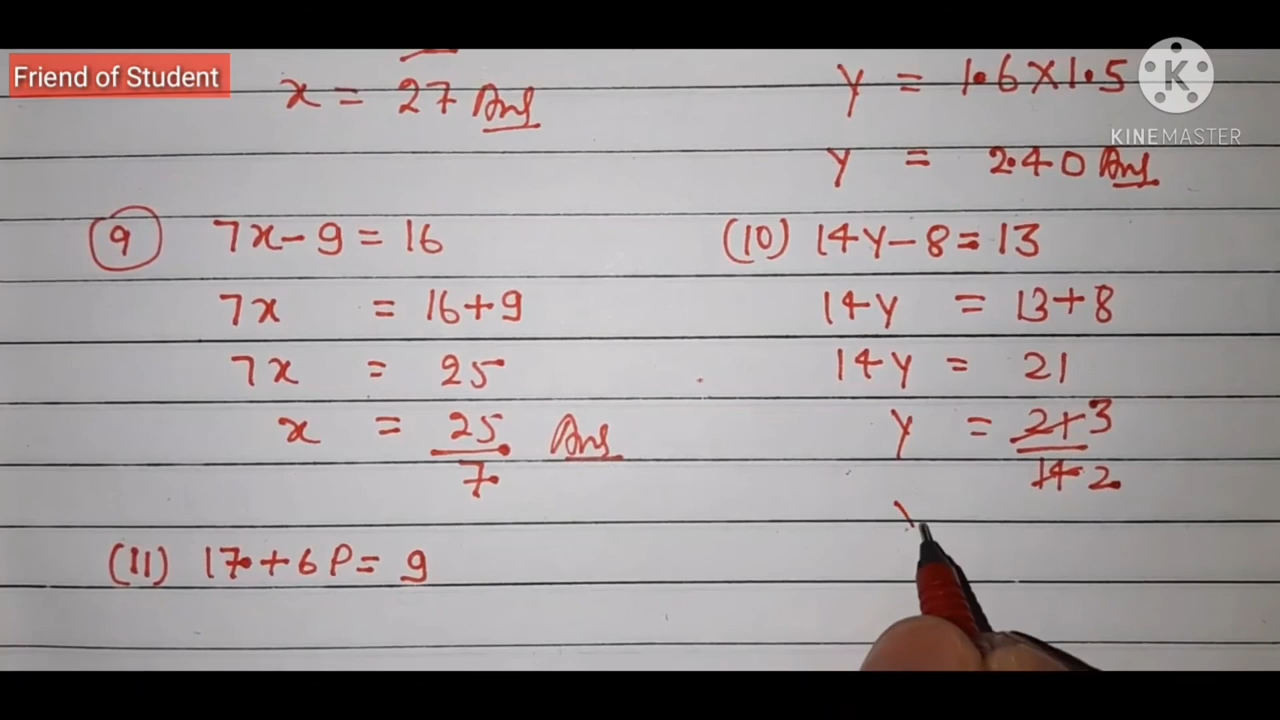 Friend of Student
x = 27 Ans
y = 1.6×1.5
KINEMASTER
y = 2.40 Ans
9 7x-9=16
7x = 16+9
7x = 25
x = 25/7 Ans
(10) 14y-8=13
14y = 13+8
14y = 21
y = 21 3/14 2
(11) 17+6P= 9